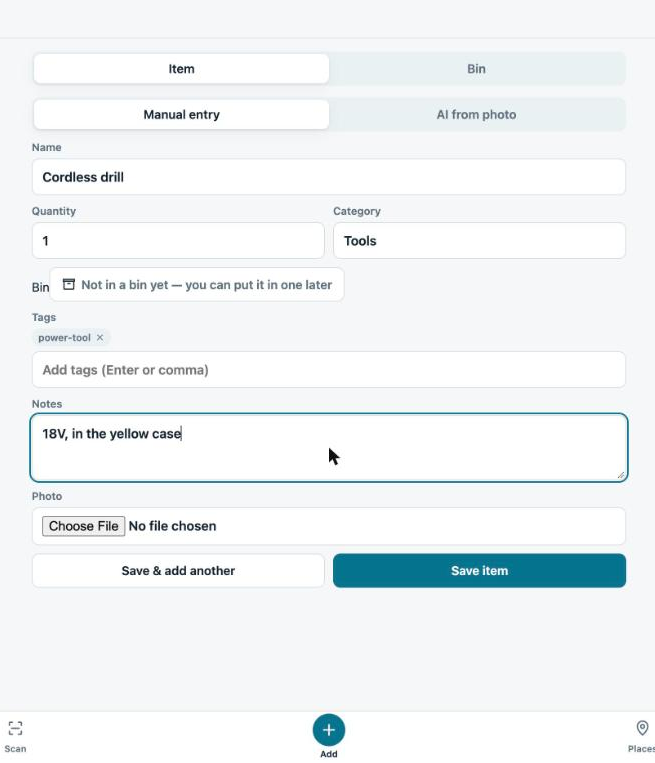 Item Bin
Manual entry AI from photo
Name
Cordless drill
Quantity Category
1 Tools
Bin Not in a bin yet — you can put it in one later
Tags
power-tool ×
Add tags (Enter or comma)
Notes
18V, in the yellow case
Photo
Choose File No file chosen
Save & add another Save item
Scan Add Places